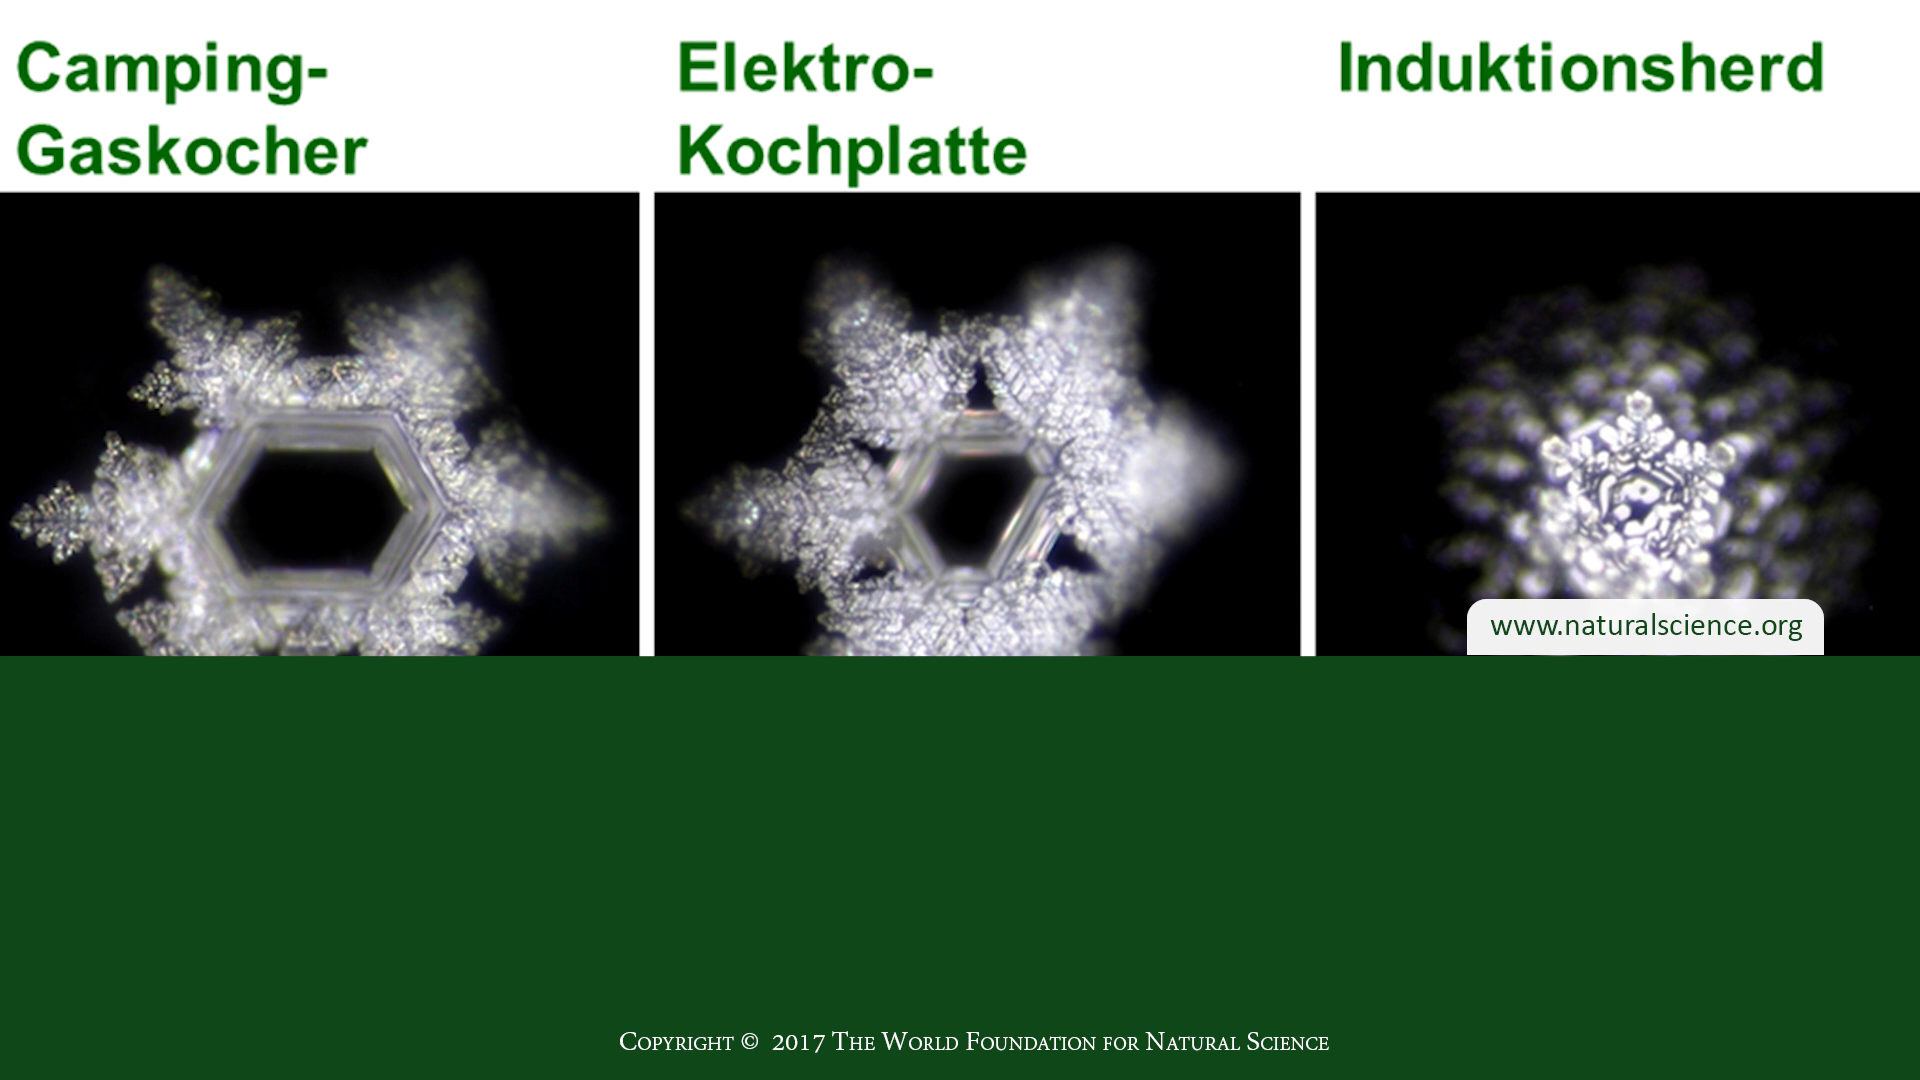 Camping-
Gaskocher
Elektro-
Kochplatte
Induktionsherd
www.naturalscience.org
Copyright © 2017 The World Foundation for Natural Science